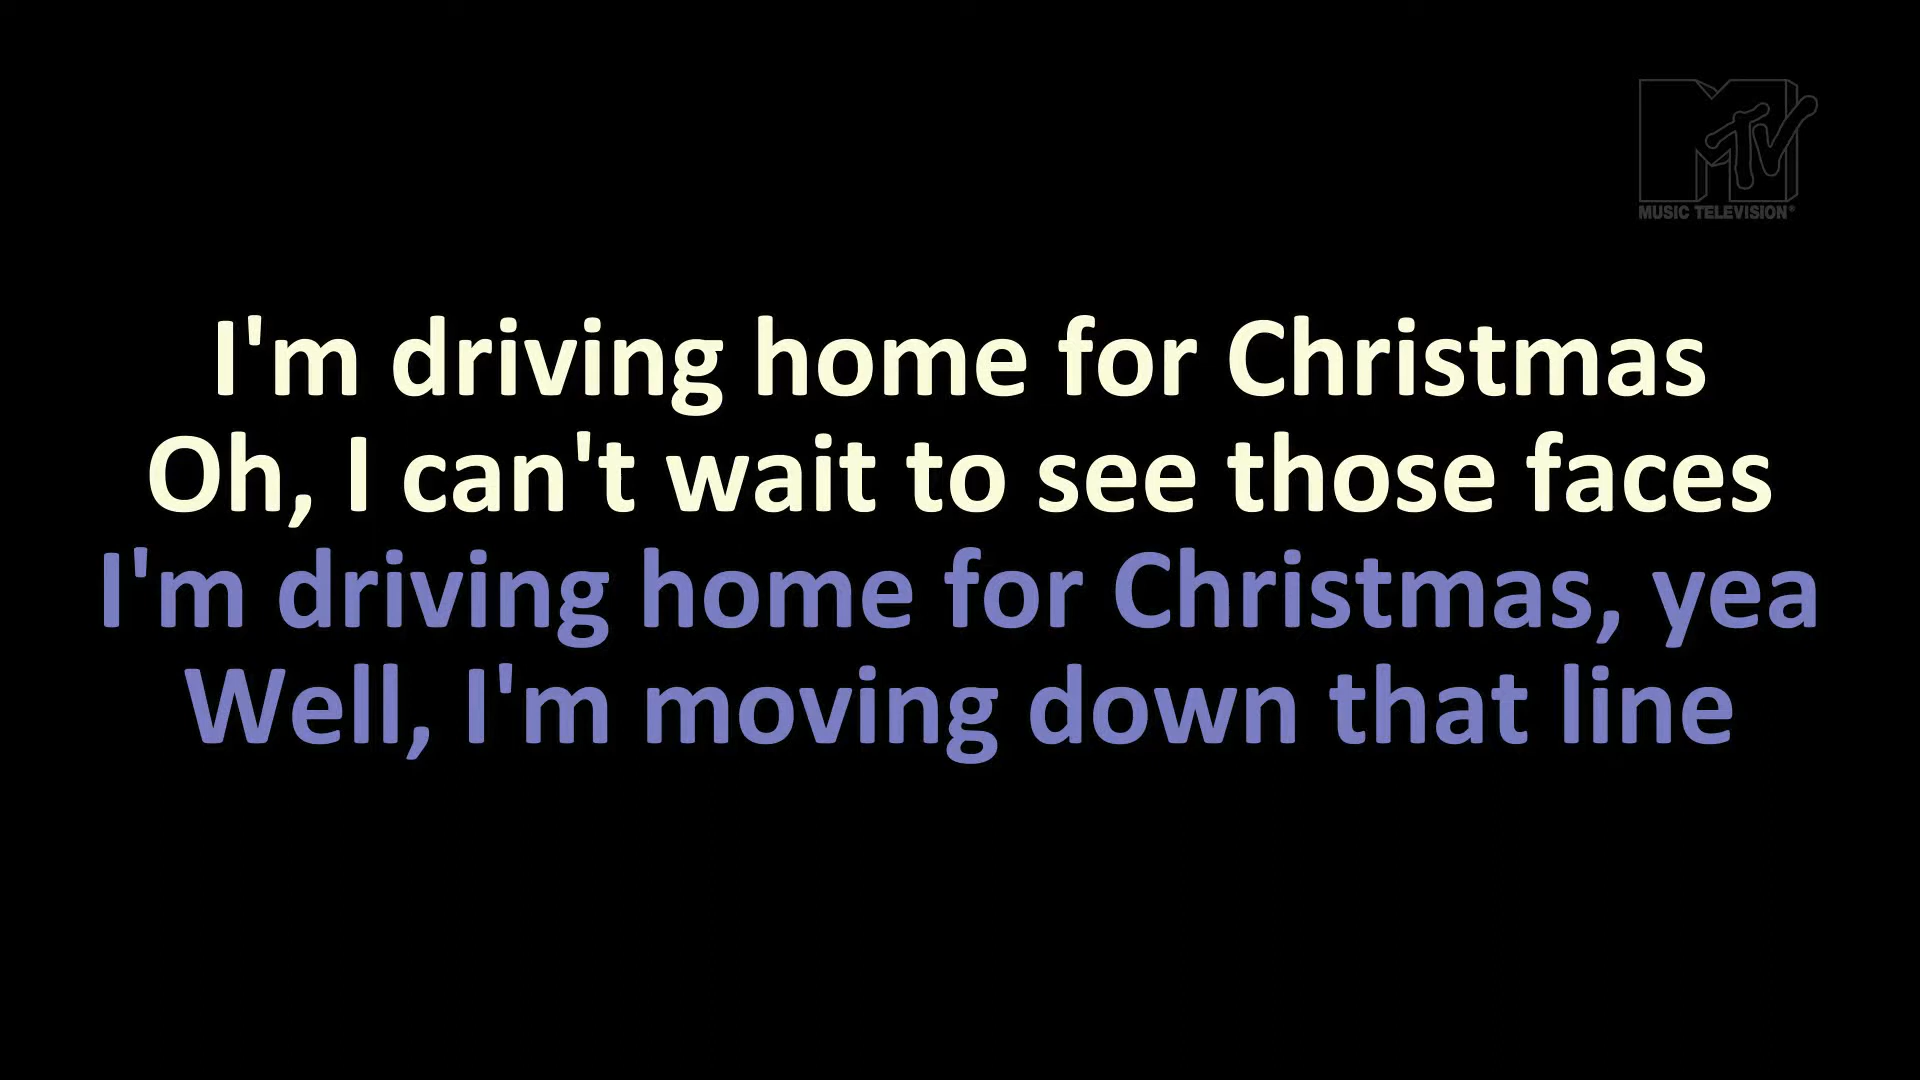 MTV
MUSIC TELEVISION®
I'm driving home for Christmas
Oh, I can't wait to see those faces
I'm driving home for Christmas, yea
Well, I'm moving down that line